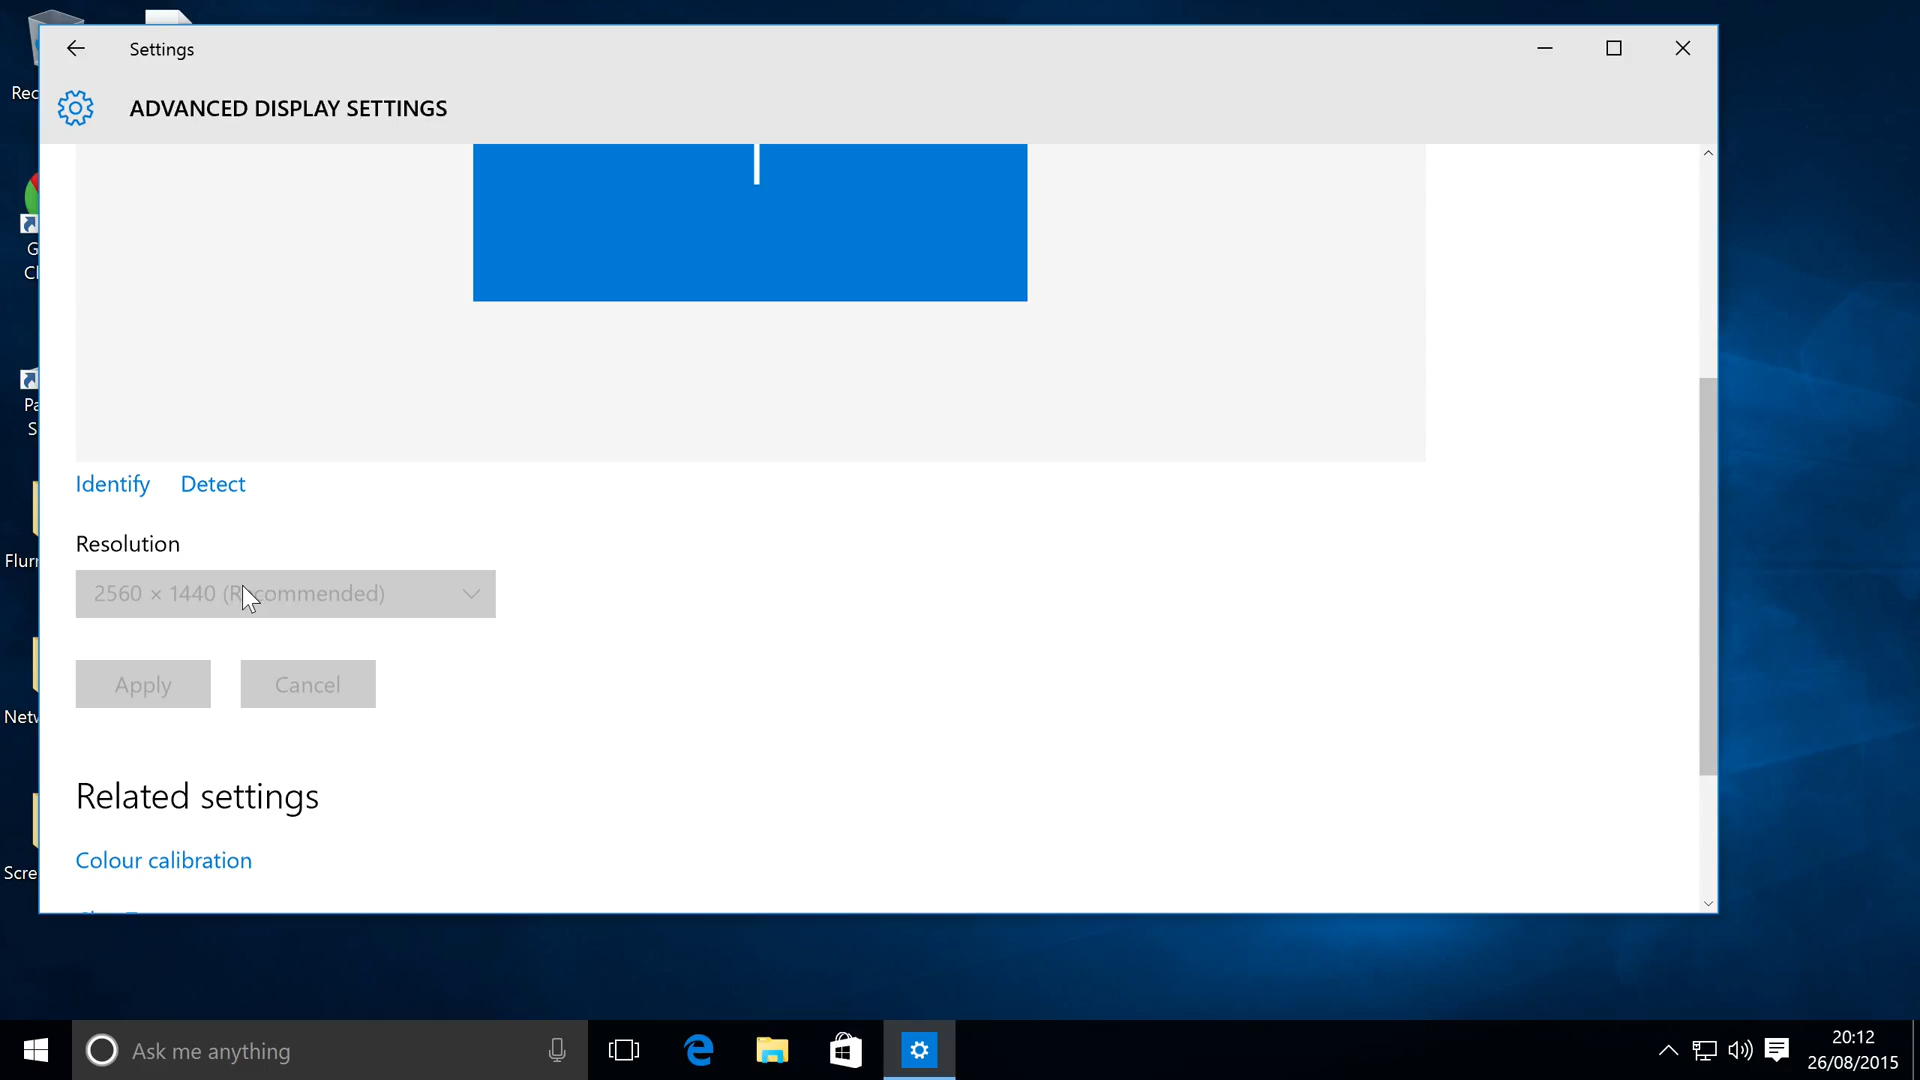 Settings
ADVANCED DISPLAY SETTINGS
Identify Detect
Resolution
2560 × 1440 (Recommended)
Apply Cancel
Related settings
Colour calibration
Ask me anything
20:12
26/08/2015